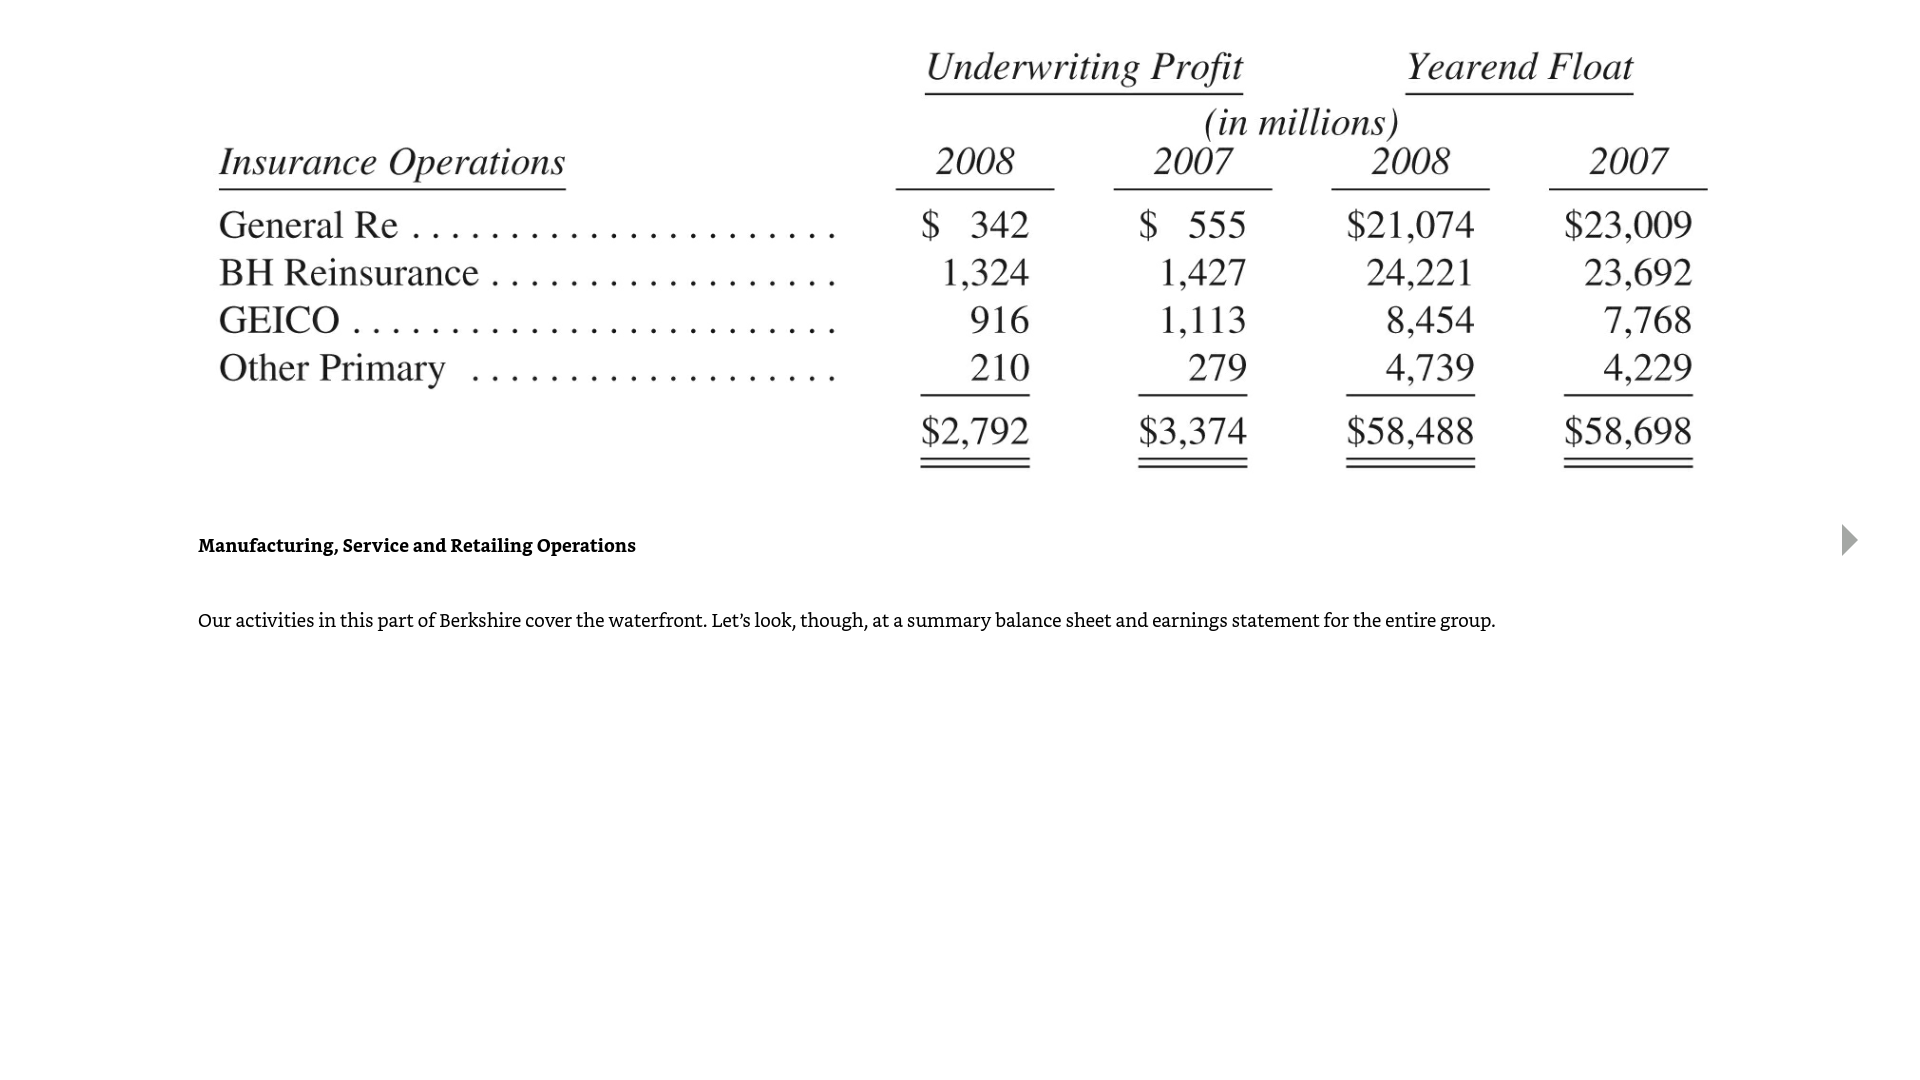 Underwriting Profit Yearend Float
(in millions)
Insurance Operations 2008 2007 2008 2007
General Re . . . . . . . . . . . . . . . . . . . . . . $ 342 $ 555 $21,074 $23,009
BH Reinsurance . . . . . . . . . . . . . . . . . . 1,324 1,427 24,221 23,692
GEICO . . . . . . . . . . . . . . . . . . . . . . . . . 916 1,113 8,454 7,768
Other Primary . . . . . . . . . . . . . . . . . . . 210 279 4,739 4,229
$2,792 $3,374 $58,488 $58,698
Manufacturing, Service and Retailing Operations
Our activities in this part of Berkshire cover the waterfront. Let’s look, though, at a summary balance sheet and earnings statement for the entire group.